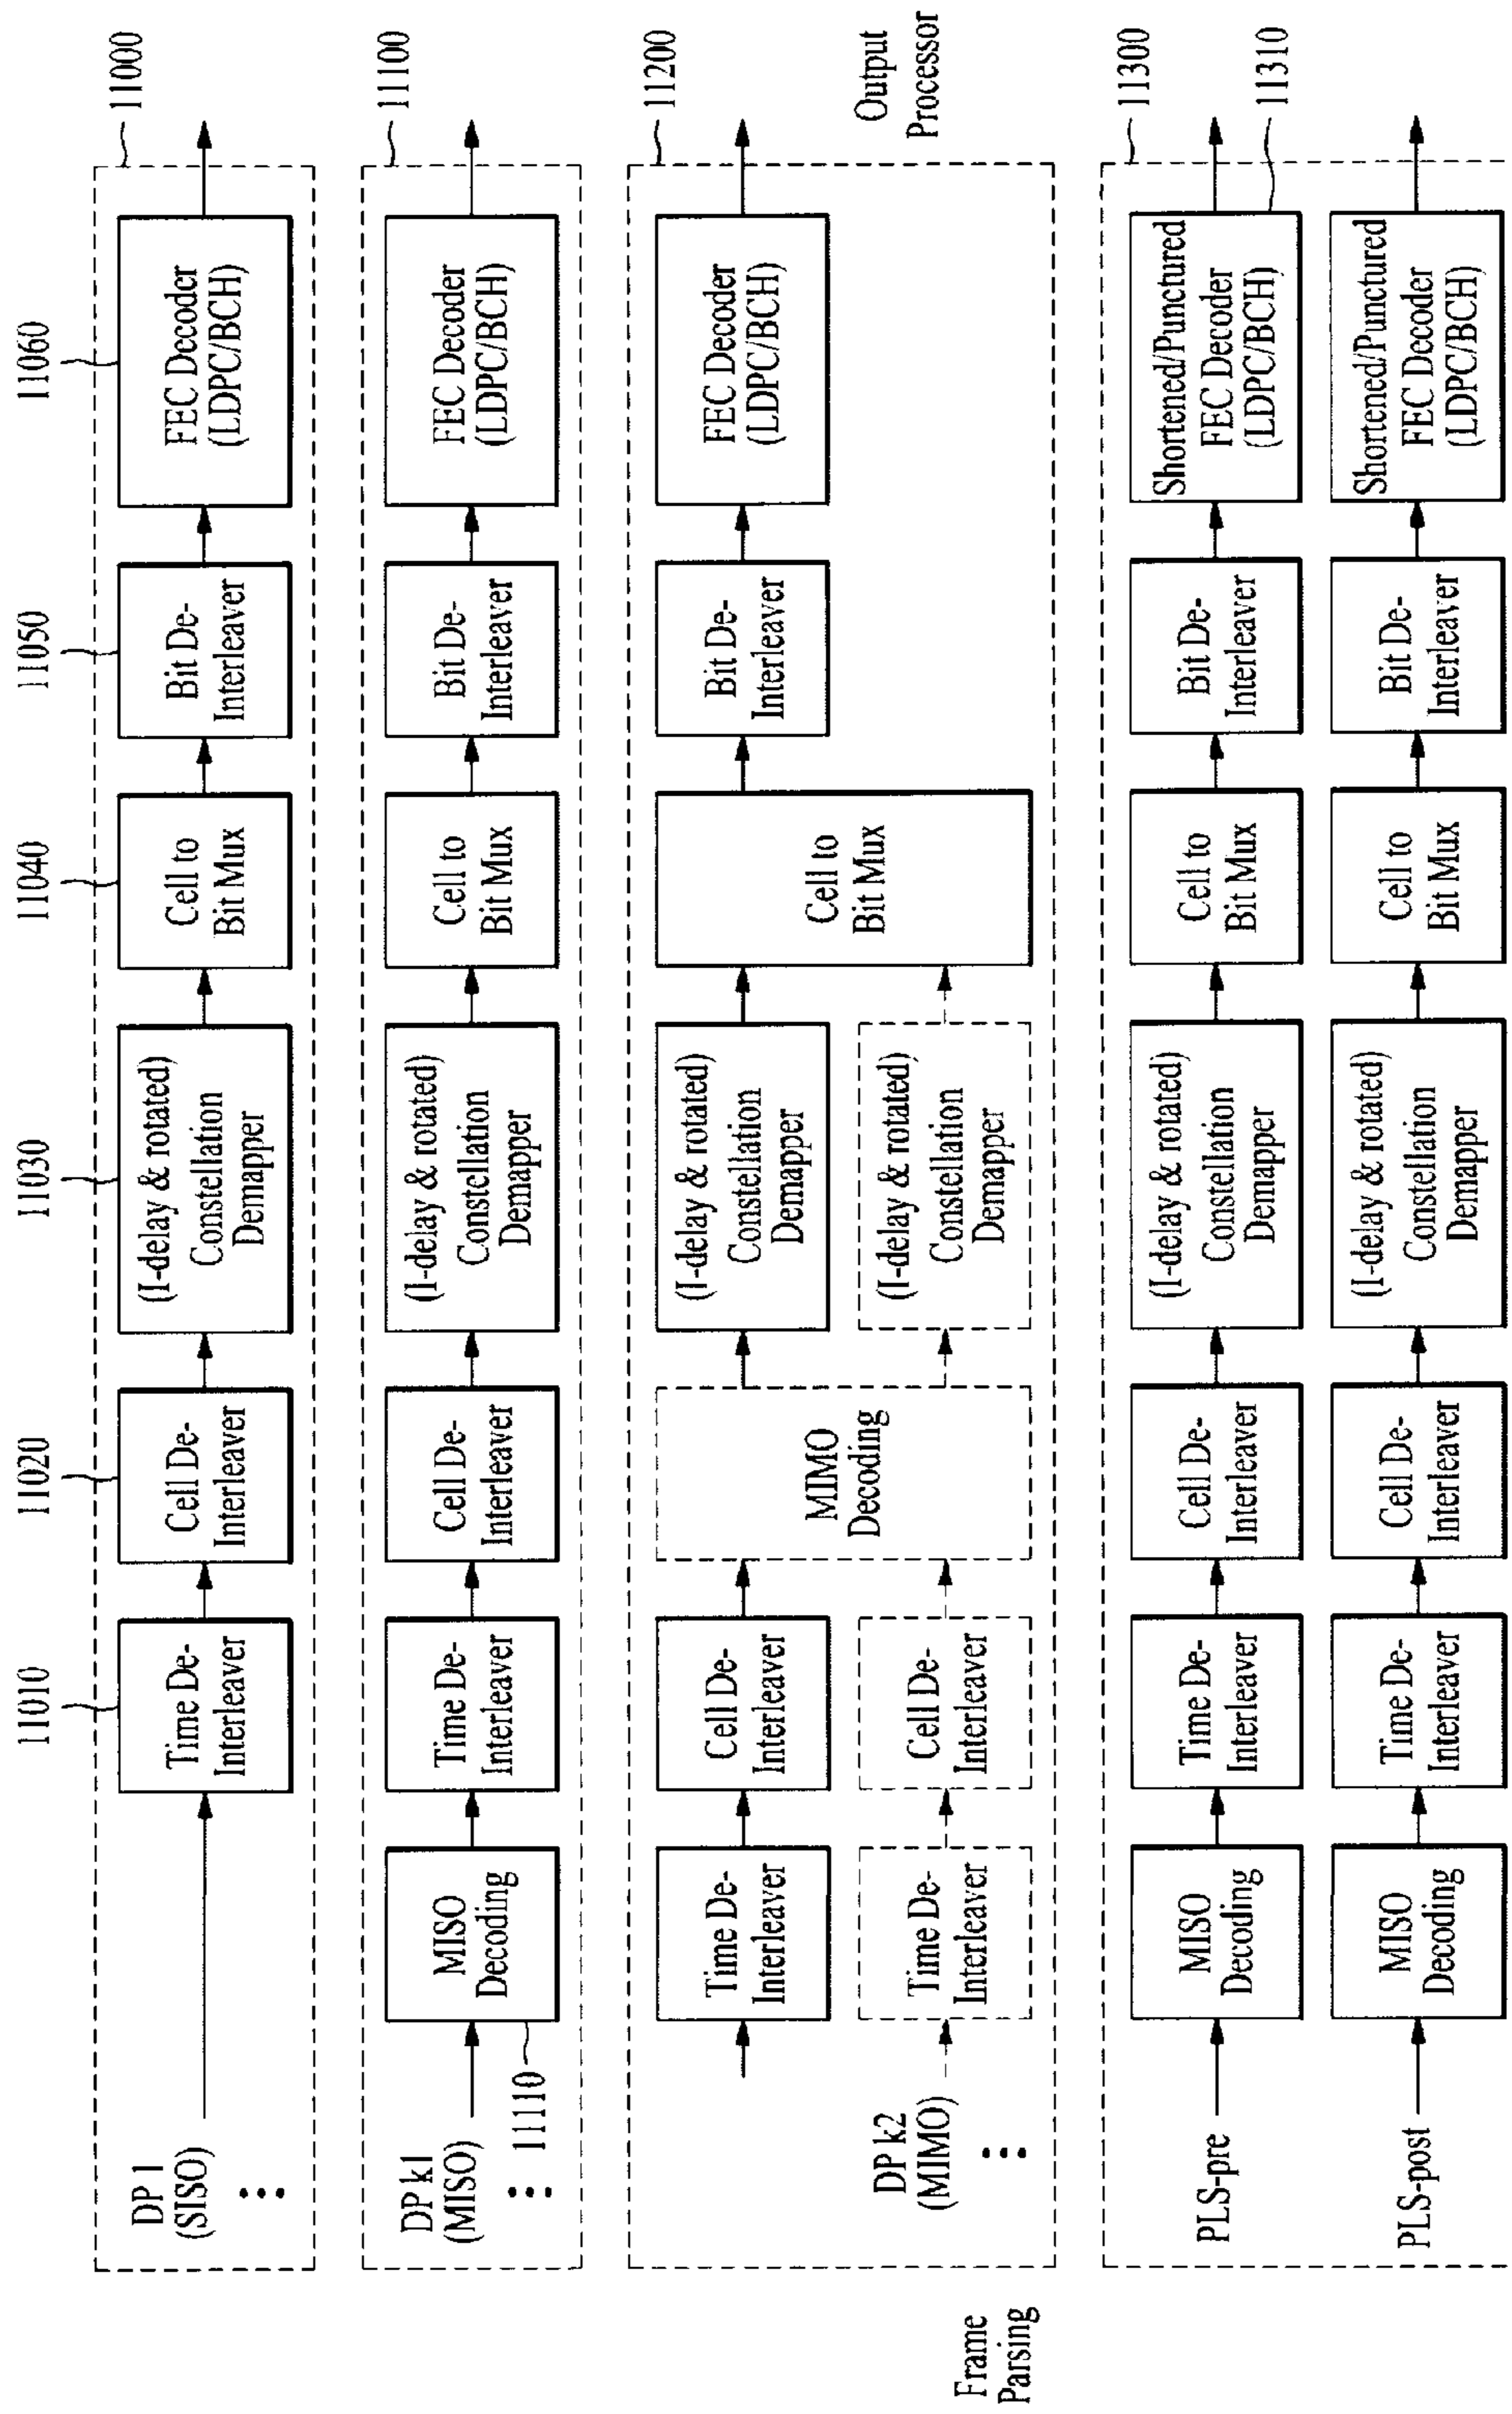 11010
11020
11030
11040
11050
11060
11000
DP 1
(SISO)
⋮
Time De-
Interleaver
Cell De-
Interleaver
(I-delay & rotated)
Constellation
Demapper
Cell to
Bit Mux
Bit De-
Interleaver
FEC Decoder
(LDPC/BCH)
11100
DP k1
(MISO)
⋮
11110
MISO
Decoding
Time De-
Interleaver
Cell De-
Interleaver
(I-delay & rotated)
Constellation
Demapper
Cell to
Bit Mux
Bit De-
Interleaver
FEC Decoder
(LDPC/BCH)
11200
Time De-
Interleaver
Cell De-
Interleaver
MIMO
Decoding
(I-delay & rotated)
Constellation
Demapper
Cell to
Bit Mux
Bit De-
Interleaver
FEC Decoder
(LDPC/BCH)
DP k2
(MIMO)
⋮
Time De-
Interleaver
Cell De-
Interleaver
(I-delay & rotated)
Constellation
Demapper
Frame
Parsing
Output
Processor
11300
PLS-pre
MISO
Decoding
Time De-
Interleaver
Cell De-
Interleaver
(I-delay & rotated)
Constellation
Demapper
Cell to
Bit Mux
Bit De-
Interleaver
Shortened/Punctured
FEC Decoder
(LDPC/BCH)
11310
PLS-post
MISO
Decoding
Time De-
Interleaver
Cell De-
Interleaver
(I-delay & rotated)
Constellation
Demapper
Cell to
Bit Mux
Bit De-
Interleaver
Shortened/Punctured
FEC Decoder
(LDPC/BCH)